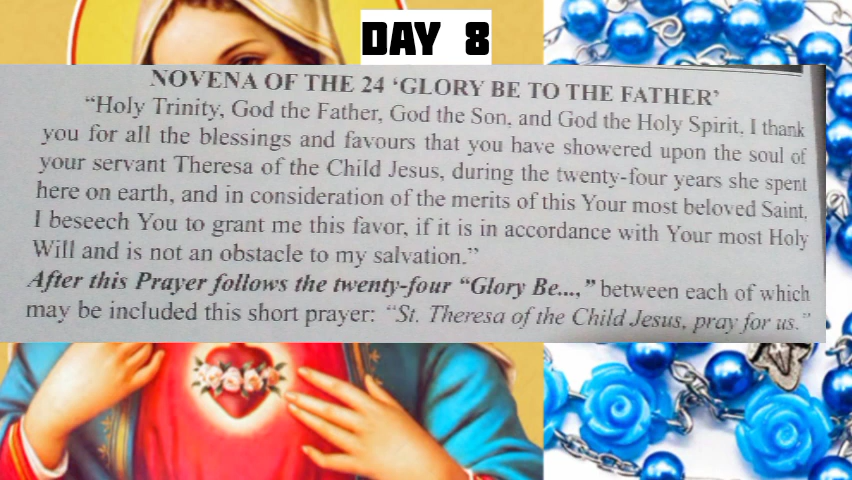 DAY 8
NOVENA OF THE 24 ‘GLORY BE TO THE FATHER’
“Holy Trinity, God the Father, God the Son, and God the Holy Spirit, I thank
you for all the blessings and favours that you have showered upon the soul of
your servant Theresa of the Child Jesus, during the twenty-four years she spent
here on earth, and in consideration of the merits of this Your most beloved Saint,
I beseech You to grant me this favor, if it is in accordance with Your most Holy
Will and is not an obstacle to my salvation.”
After this Prayer follows the twenty-four “Glory Be...,” between each of which
may be included this short prayer: “St. Theresa of the Child Jesus, pray for us.”